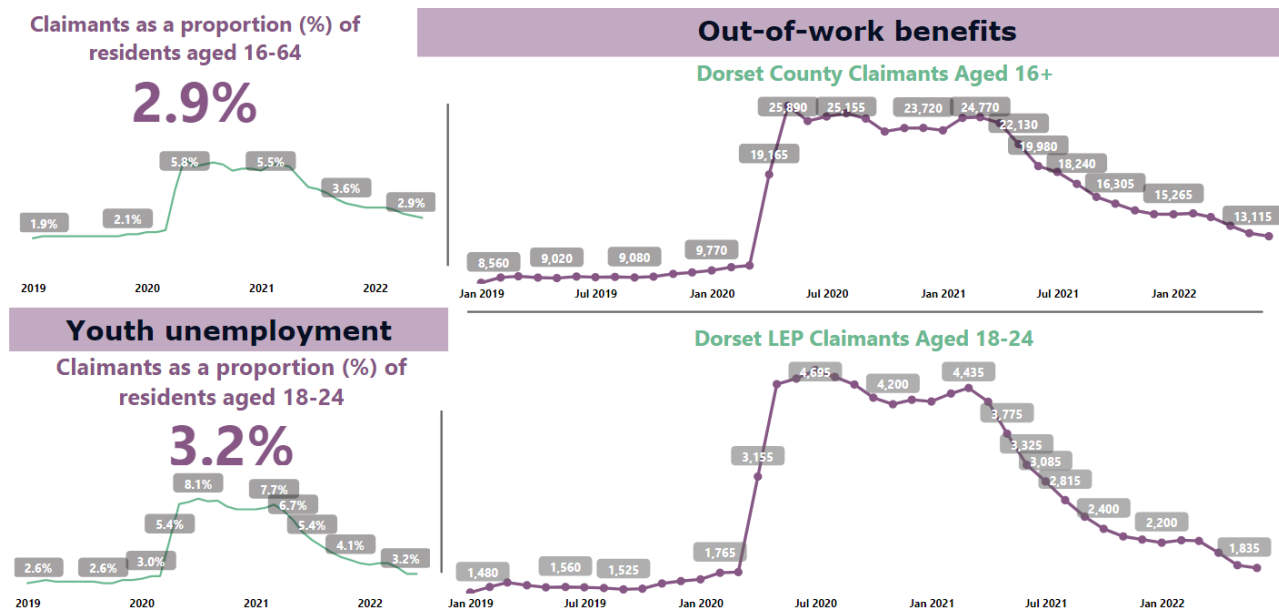 Claimants as a proportion (%) of
residents aged 16-64
2.9%
5.8%
5.5%
3.6%
2.9%
1.9%
2.1%
2019
2020
2021
2022
Out-of-work benefits
Dorset County Claimants Aged 16+
25,890
25,155
23,720
24,770
22,130
19,980
19,165
18,240
16,305
15,265
13,115
9,770
9,080
9,020
8,560
Jan 2019
Jul 2019
Jan 2020
Jul 2020
Jan 2021
Jul 2021
Jan 2022
Youth unemployment
Claimants as a proportion (%) of
residents aged 18-24
3.2%
8.1%
7.7%
6.7%
5.4%
5.4%
4.1%
3.2%
3.0%
2.6%
2.6%
2019
2020
2021
2022
Dorset LEP Claimants Aged 18-24
4,695
4,200
4,435
3,775
3,325
3,155
3,085
2,815
2,400
2,200
1,835
1,765
1,480
1,560
1,525
Jan 2019
Jul 2019
Jan 2020
Jul 2020
Jan 2021
Jul 2021
Jan 2022